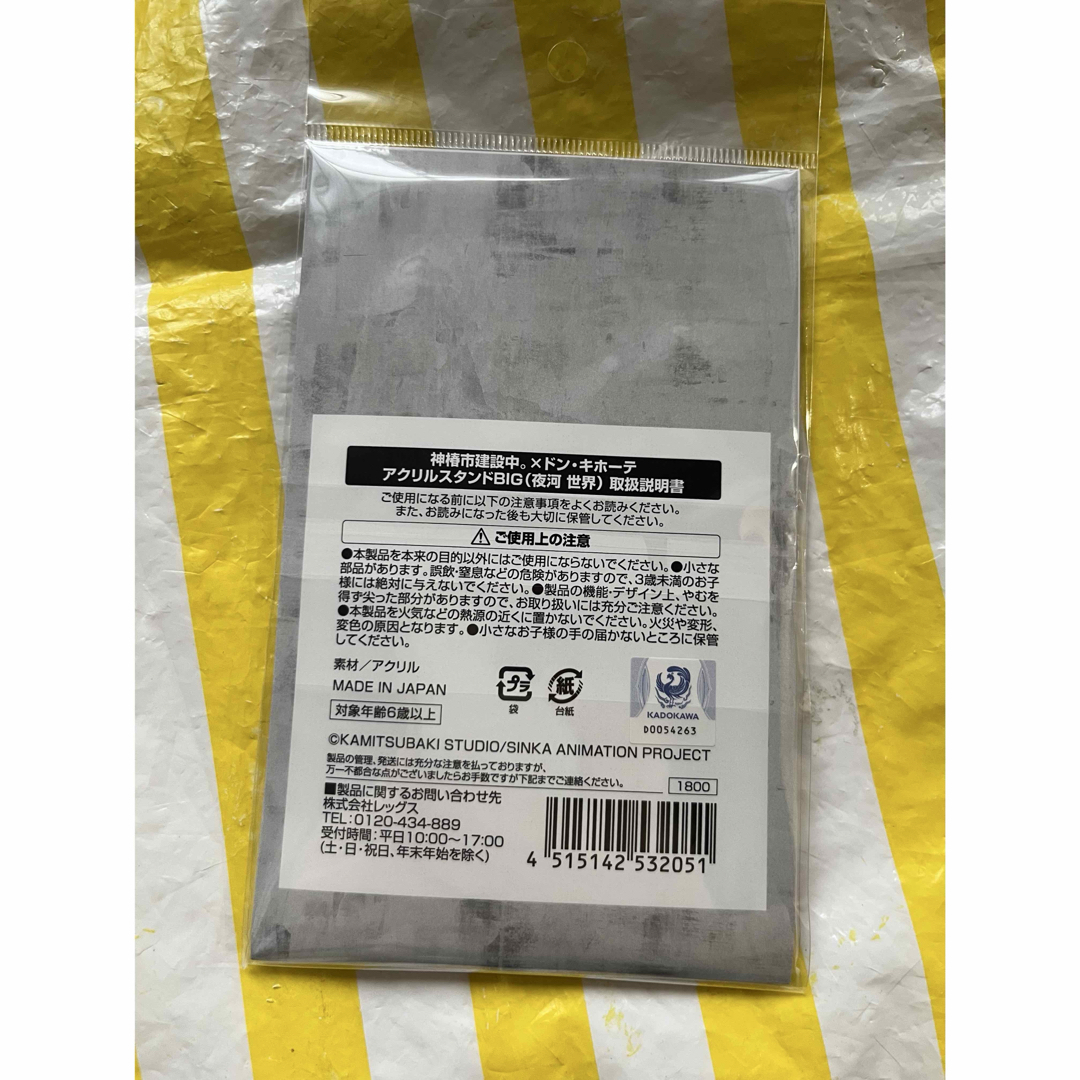 神椿市建設中。×ドン・キホーテ
アクリルスタンドBIG(夜河 世界) 取扱説明書
ご使用になる前に以下の注意事項をよくお読みください。
また、お読みになった後も大切に保管してください。
ご使用上の注意
●本製品を本来の目的以外にはご使用にならないでください。●小さな
部品があります。誤飲・窒息などの危険がありますので、3歳未満のお子
様には絶対に与えないでください。●製品の機能・デザイン上、やむを
得ず尖った部分がありますので、お取り扱いには充分ご注意ください。
●本製品を火気などの熱源の近くに置かないでください。火災や変形、
変色の原因となります。●小さなお子様の手の届かないところに保管
してください。
素材/アクリル
MADE IN JAPAN
対象年齢6歳以上
プラ
袋
紙
台紙
KADOKAWA
D0054263
©KAMITSUBAKI STUDIO/SINKA ANIMATION PROJECT
製品の管理、発送には充分な注意を払っておりますが、
万一不都合な点がございましたらお手数ですが下記までご連絡ください。
1800
■製品に関するお問い合わせ先
株式会社レッグス
TEL:0120-434-889
受付時間:平日10:00〜17:00
(土・日・祝日、年末年始を除く)
4 515142 532051